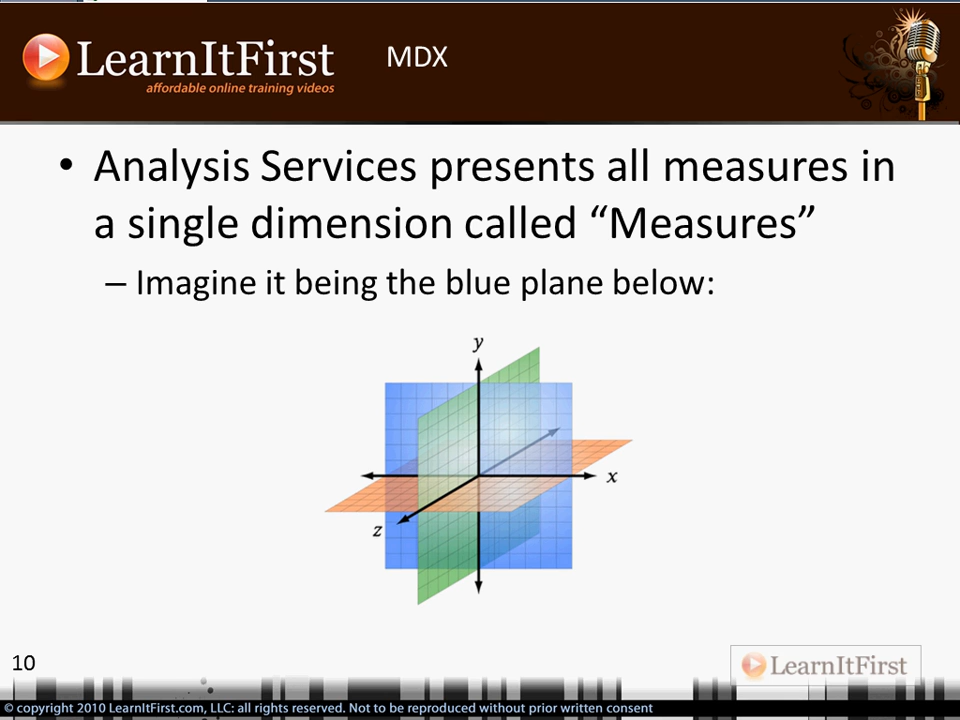 LearnItFirst
affordable online training videos
MDX
• Analysis Services presents all measures in
a single dimension called “Measures”
– Imagine it being the blue plane below:
y
x
z
10
LearnItFirst
© copyright 2010 LearnItFirst.com, LLC: all rights reserved. Not to be reproduced without prior written consent